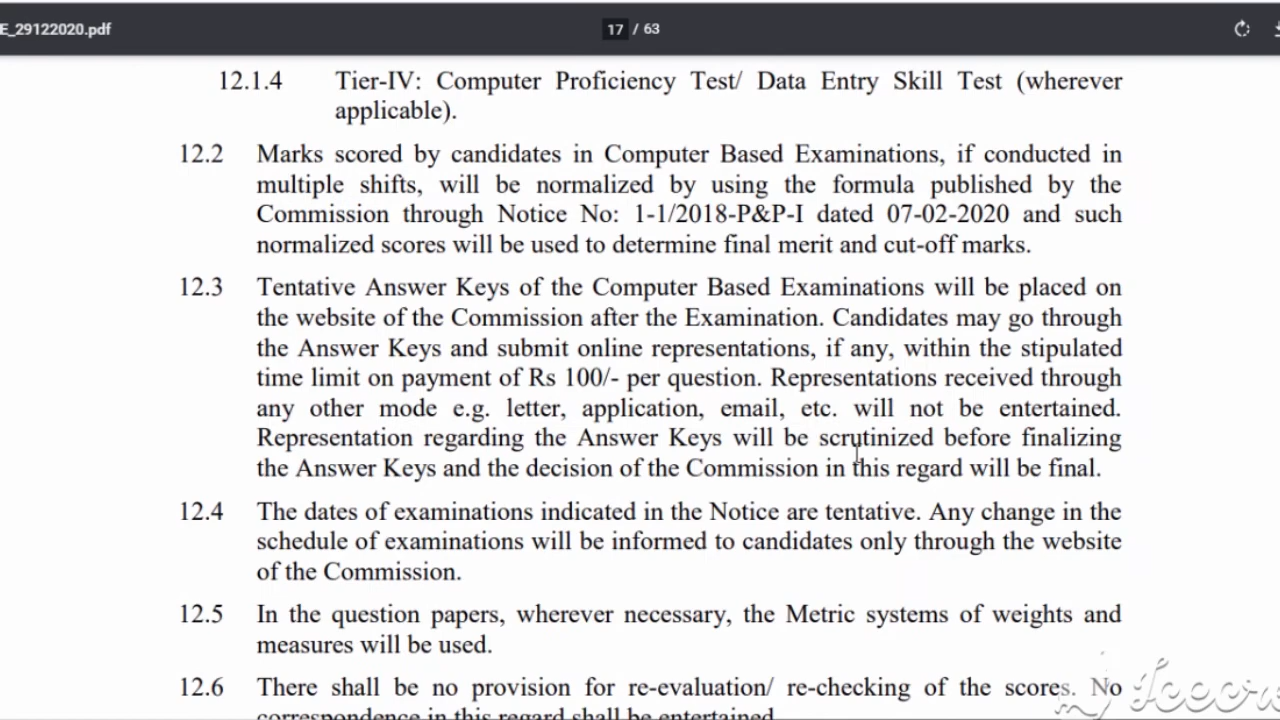 E_29122020.pdf
17 / 63
12.1.4 Tier-IV: Computer Proficiency Test/ Data Entry Skill Test (wherever
applicable).
12.2 Marks scored by candidates in Computer Based Examinations, if conducted in
multiple shifts, will be normalized by using the formula published by the
Commission through Notice No: 1-1/2018-P&P-I dated 07-02-2020 and such
normalized scores will be used to determine final merit and cut-off marks.
12.3 Tentative Answer Keys of the Computer Based Examinations will be placed on
the website of the Commission after the Examination. Candidates may go through
the Answer Keys and submit online representations, if any, within the stipulated
time limit on payment of Rs 100/- per question. Representations received through
any other mode e.g. letter, application, email, etc. will not be entertained.
Representation regarding the Answer Keys will be scrutinized before finalizing
the Answer Keys and the decision of the Commission in this regard will be final.
12.4 The dates of examinations indicated in the Notice are tentative. Any change in the
schedule of examinations will be informed to candidates only through the website
of the Commission.
12.5 In the question papers, wherever necessary, the Metric systems of weights and
measures will be used.
12.6 There shall be no provision for re-evaluation/ re-checking of the scores. No
correspondence in this regard shall be entertained